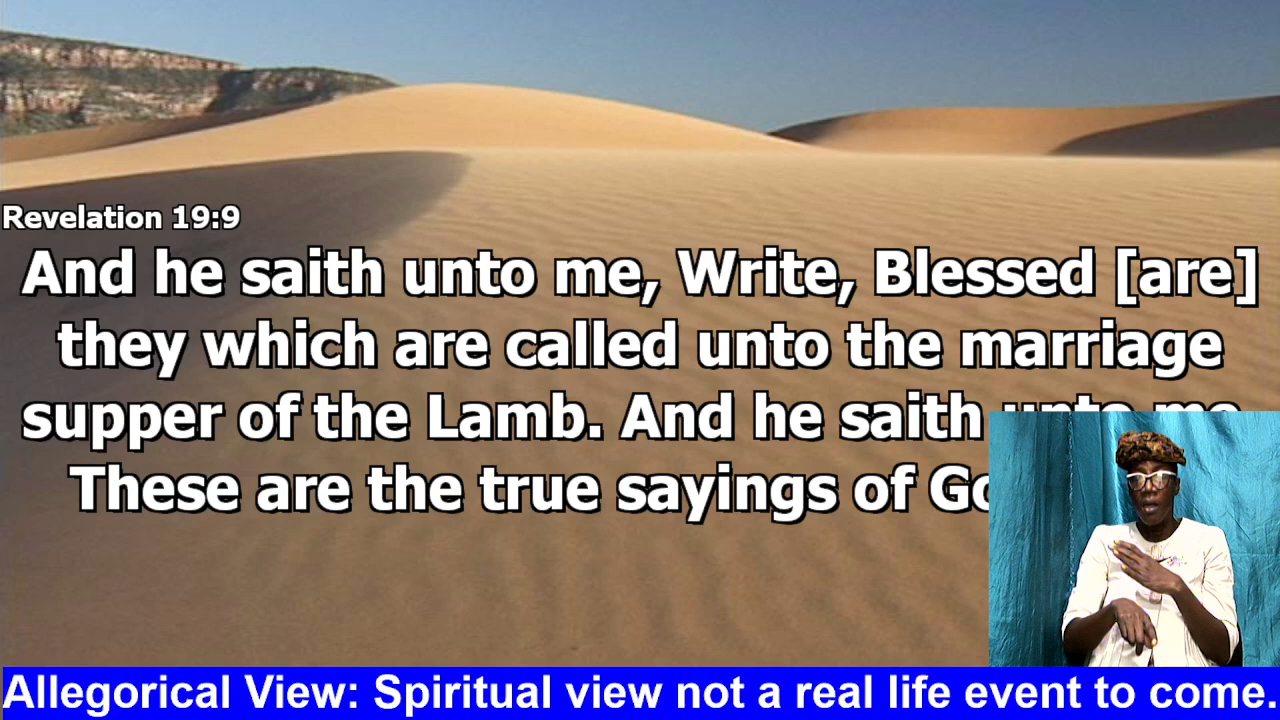 Revelation 19:9
And he saith unto me, Write, Blessed [are]
they which are called unto the marriage
supper of the Lamb. And he saith unto me
These are the true sayings of
Allegorical View: Spiritual view not a real life event to come.